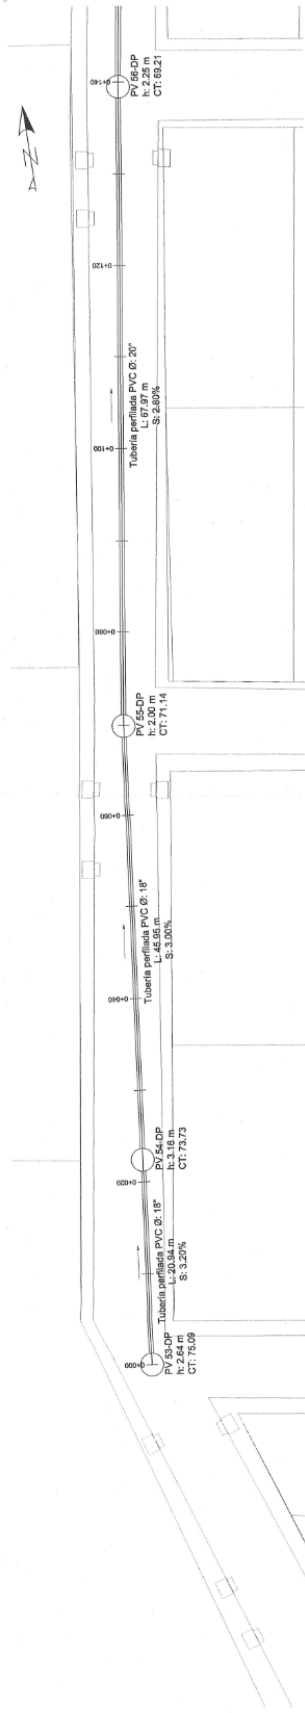 N
0+140
PV 56-DP
h: 2.25 m
CT: 69.21
0+120
Tubería perfilada PVC Ø: 20"
L: 67.97 m
S: 2.80%
0+100
0+080
PV 55-DP
h: 2.00 m
CT: 71.14
0+060
Tubería perfilada PVC Ø: 18"
L: 45.95 m
S: 3.00%
0+040
PV 54-DP
h: 3.16 m
CT: 73.73
0+020
Tubería perfilada PVC Ø: 18"
L: 20.94 m
S: 3.20%
0+000
PV 53-DP
h: 2.64 m
CT: 75.09